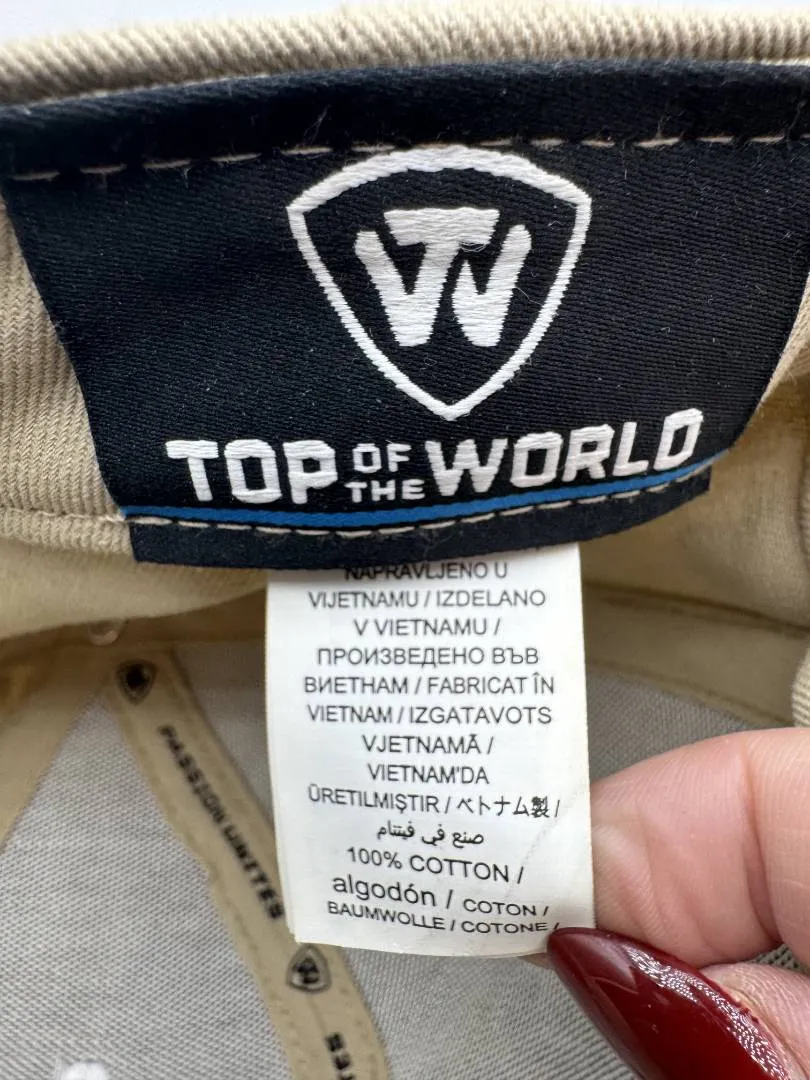 TW
TOP OF THE WORLD
NAPRAVLJENO U
VIJETNAMU / IZDELANO
V VIETNAMU /
ПРОИЗВЕДЕНО ВЪВ
ВИЕТНАМ / FABRICAT ÎN
VIETNAM / IZGATAVOTS
VJETNAMĀ /
VIETNAM'DA
ÜRETILMIŞTIR / ベトナム製 /
صنع في فيتنام
100% COTTON /
algodón / COTON /
BAUMWOLLE / COTONE /
PASSION UNITES